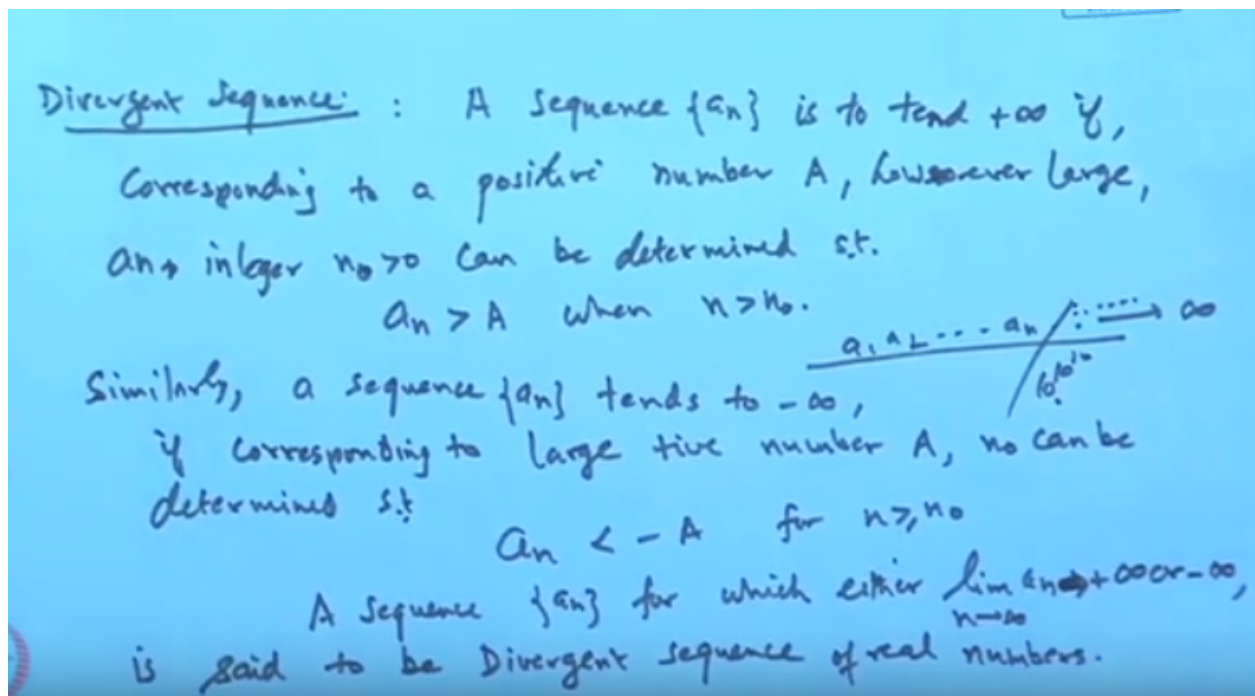 Divergent Sequence : A sequence {an} is to tend +∞ if,
Corresponding to a positive number A, howsoever large,
an integer n₀>0 can be determined s.t.
an > A when n>n₀.
a₁ a₂ ---- an ..... → ∞
10^10^10
Similarly, a sequence {an} tends to -∞,
if corresponding to large +ive number A, n₀ can be
determined s.t
an < - A for n≥n₀
A sequence {an} for which either lim an +∞ or -∞,
n→∞
is said to be Divergent sequence of real numbers.